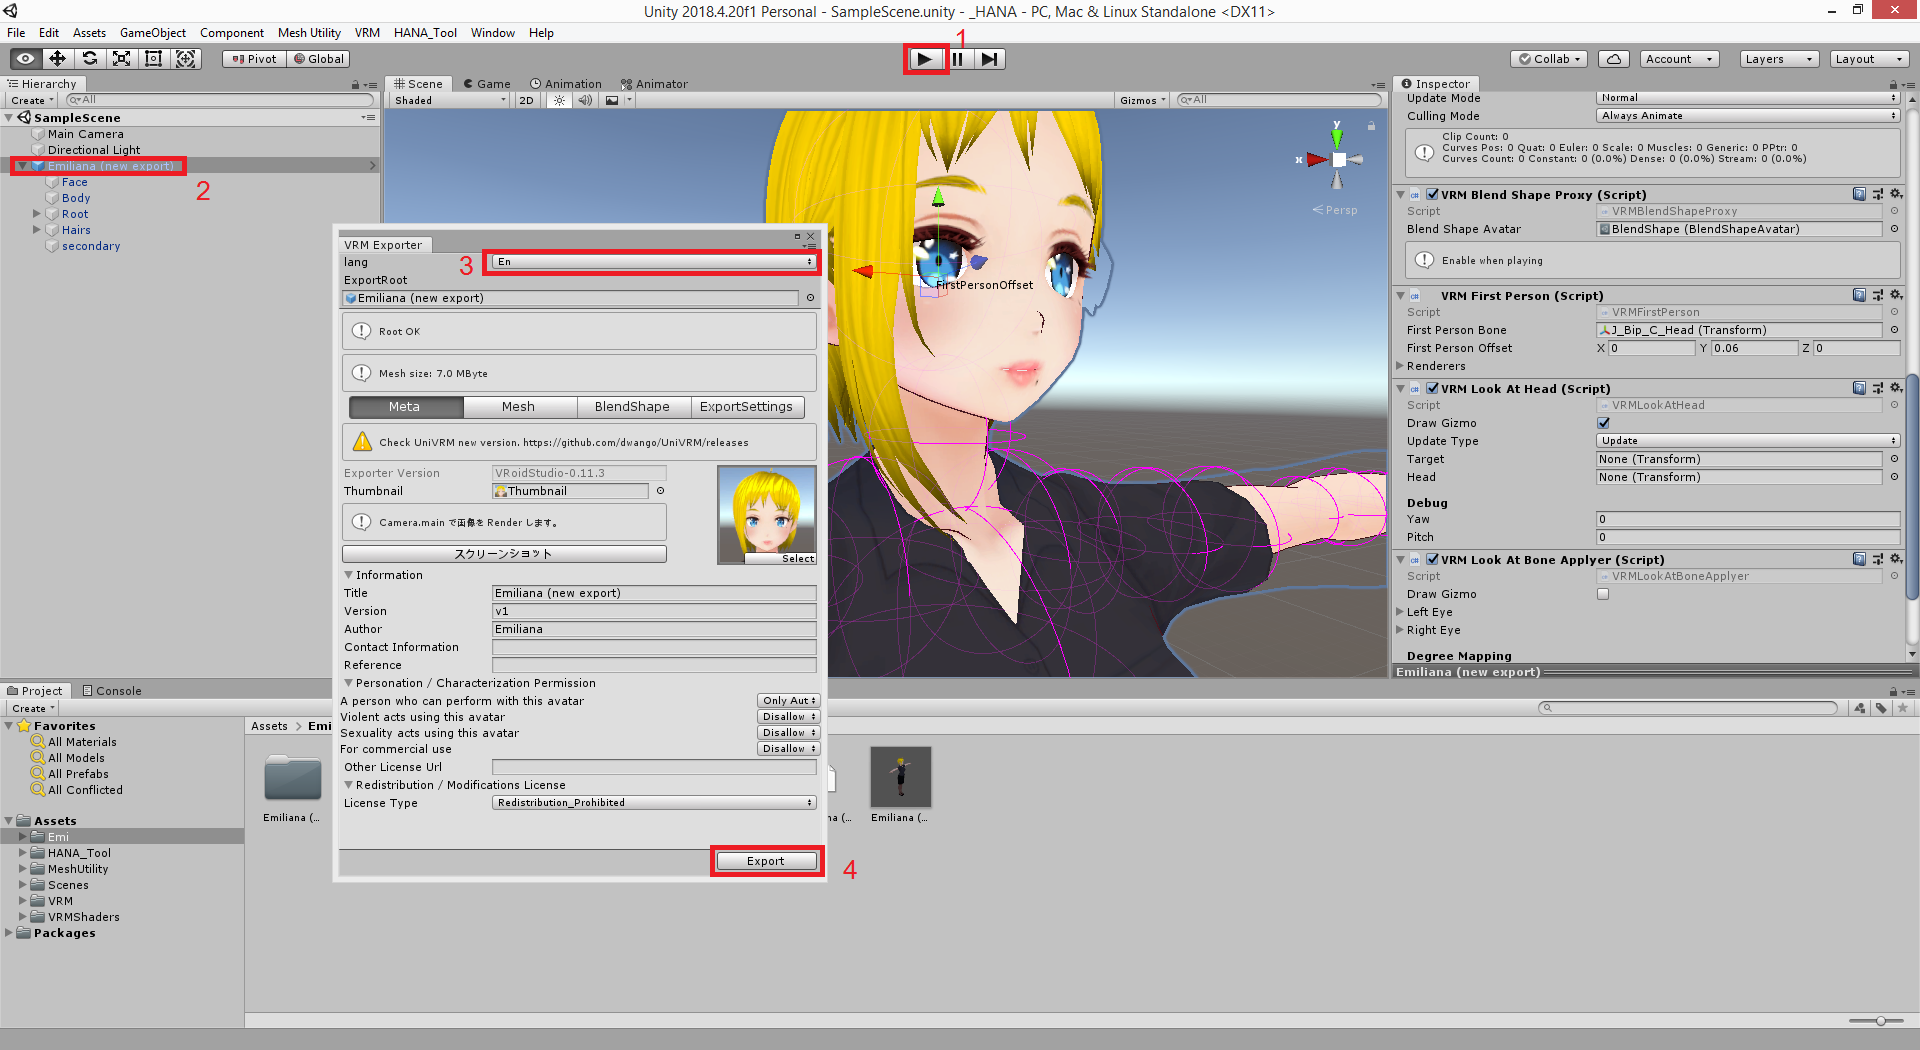 Unity 2018.4.20f1 Personal - SampleScene.unity - _HANA - PC, Mac & Linux Standalone <DX11>
File Edit Assets GameObject Component Mesh Utility VRM HANA_Tool Window Help
Pivot Global
1
Collab Account Layers Layout
Hierarchy
Create All
SampleScene
Main Camera
Directional Light
Emiliana (new export)
2
Face
Body
Root
Hairs
secondary
Scene Game Animation Animator
Shaded 2D Gizmos All
y
x
Persp
FirstPersonOffset
VRM Exporter
lang En
3
ExportRoot
Emiliana (new export)
Root OK
Mesh size: 7.0 MByte
Meta Mesh BlendShape ExportSettings
Check UniVRM new version. https://github.com/dwango/UniVRM/releases
Exporter Version VRoidStudio-0.11.3
Thumbnail Thumbnail
Camera.main で画像を Render します。
スクリーンショット
Select
Information
Title Emiliana (new export)
Version v1
Author Emiliana
Contact Information
Reference
Personation / Characterization Permission
A person who can perform with this avatar Only Aut
Violent acts using this avatar Disallow
Sexuality acts using this avatar Disallow
For commercial use Disallow
Other License Url
Redistribution / Modifications License
License Type Redistribution_Prohibited
Export
4
Inspector
Update Mode Normal
Culling Mode Always Animate
Clip Count: 0
Curves Pos: 0 Quat: 0 Euler: 0 Scale: 0 Muscles: 0 Generic: 0 PPtr: 0
Curves Count: 0 Constant: 0 (0.0%) Dense: 0 (0.0%) Stream: 0 (0.0%)
VRM Blend Shape Proxy (Script)
Script VRMBlendShapeProxy
Blend Shape Avatar BlendShape (BlendShapeAvatar)
Enable when playing
VRM First Person (Script)
Script VRMFirstPerson
First Person Bone J_Bip_C_Head (Transform)
First Person Offset X 0 Y 0.06 Z 0
Renderers
VRM Look At Head (Script)
Script VRMLookAtHead
Draw Gizmo
Update Type Update
Target None (Transform)
Head None (Transform)
Debug
Yaw 0
Pitch 0
VRM Look At Bone Applyer (Script)
Script VRMLookAtBoneApplyer
Draw Gizmo
Left Eye
Right Eye
Degree Mapping
Emiliana (new export)
Project Console
Create
Favorites
All Materials
All Models
All Prefabs
All Conflicted
Assets
Emi
HANA_Tool
MeshUtility
Scenes
VRM
VRMShaders
Packages
Assets > Emi
Emiliana (...
a (...
Emiliana (...